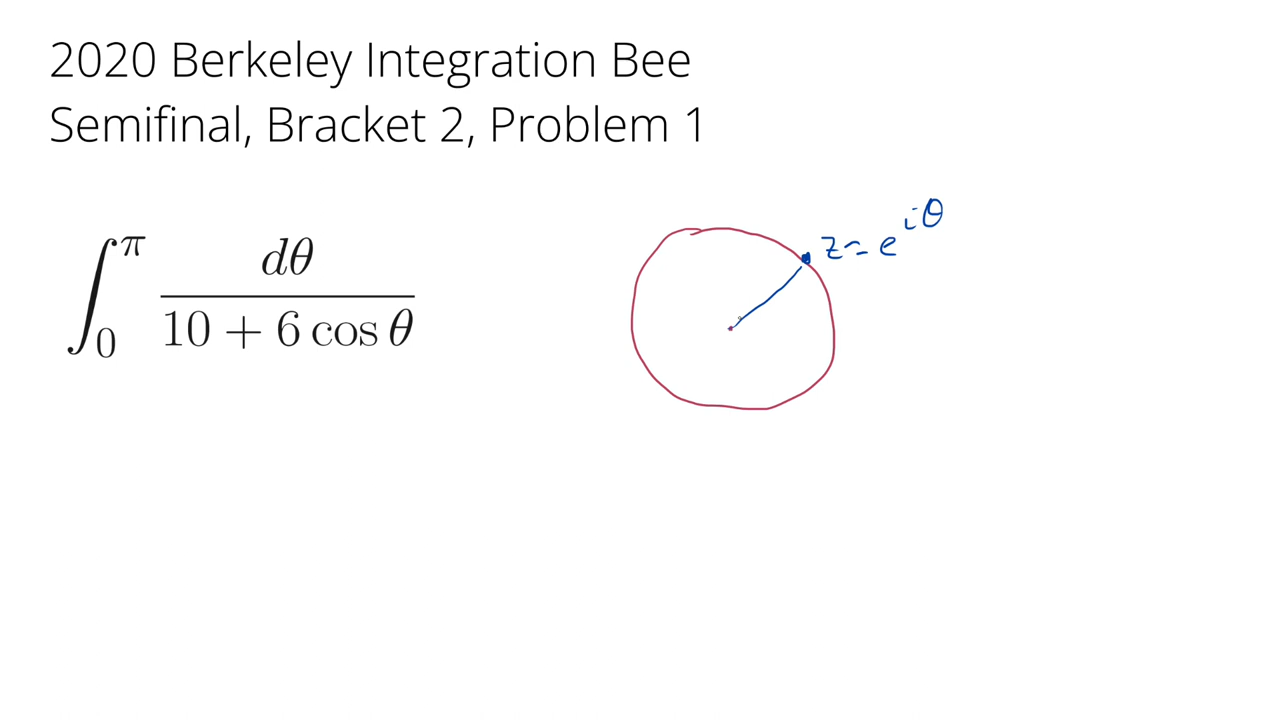 2020 Berkeley Integration Bee
Semifinal, Bracket 2, Problem 1
∫₀^π dθ / (10 + 6 cos θ)
z = e^{iθ}